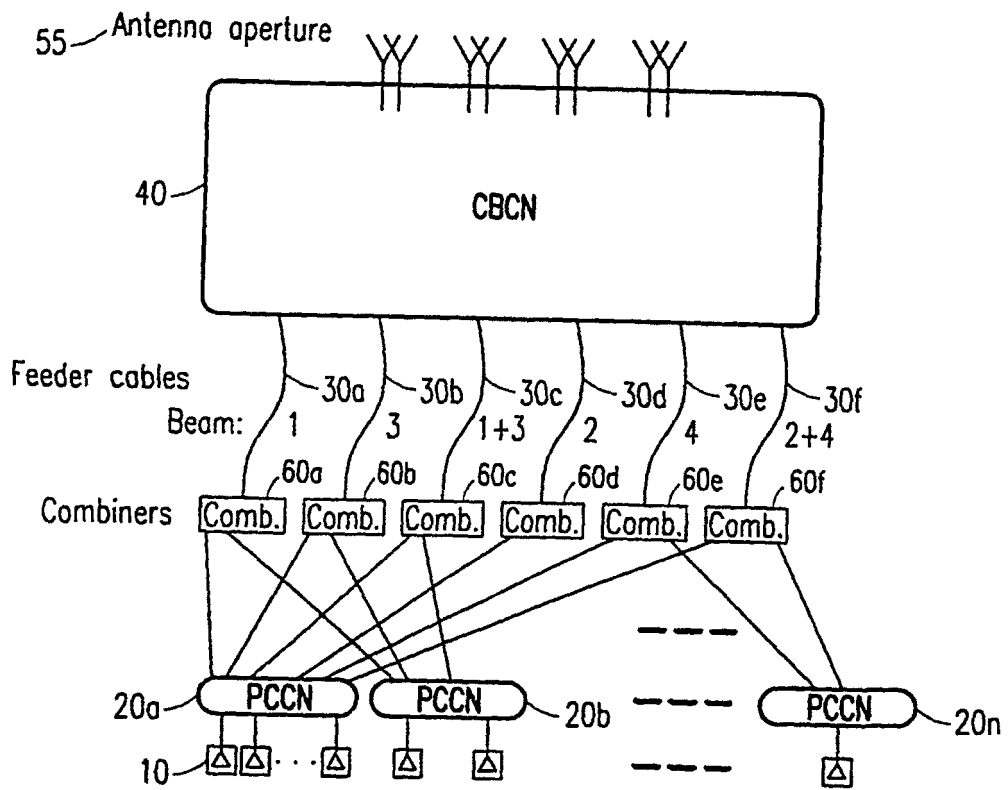 55 Antenna aperture
40 CBCN
Feeder cables 30a 30b 30c 30d 30e 30f
Beam: 1 3 1+3 2 4 2+4
60a 60b 60c 60d 60e 60f
Combiners Comb. Comb. Comb. Comb. Comb. Comb.
20a PCCN PCCN 20b PCCN 20n
10